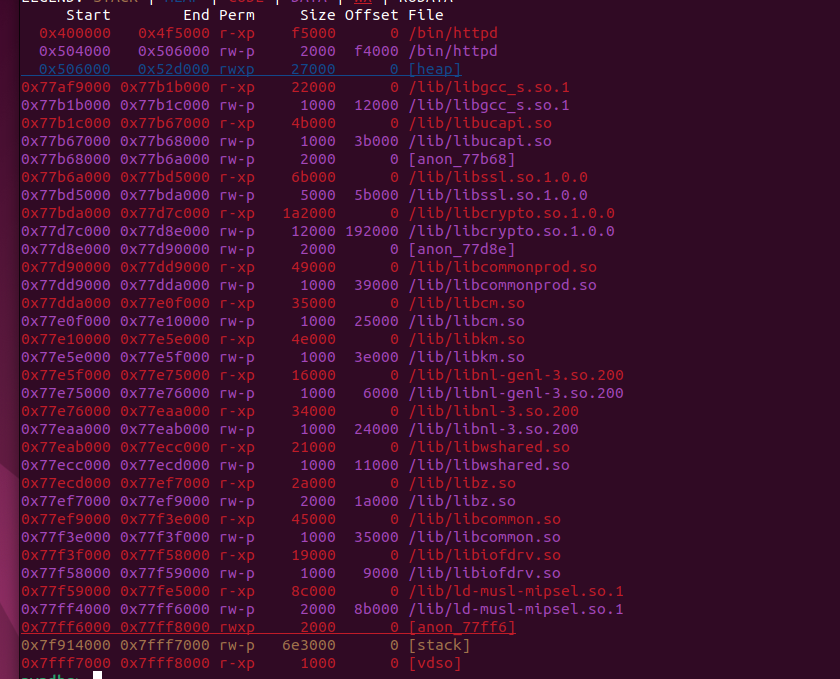 LEGEND: STACK | HEAP | CODE | DATA | WX | RODATA
Start End Perm Size Offset File
0x400000 0x4f5000 r-xp f5000 0 /bin/httpd
0x504000 0x506000 rw-p 2000 f4000 /bin/httpd
0x506000 0x52d000 rwxp 27000 0 [heap]
0x77af9000 0x77b1b000 r-xp 22000 0 /lib/libgcc_s.so.1
0x77b1b000 0x77b1c000 rw-p 1000 12000 /lib/libgcc_s.so.1
0x77b1c000 0x77b67000 r-xp 4b000 0 /lib/libucapi.so
0x77b67000 0x77b68000 rw-p 1000 3b000 /lib/libucapi.so
0x77b68000 0x77b6a000 rw-p 2000 0 [anon_77b68]
0x77b6a000 0x77bd5000 r-xp 6b000 0 /lib/libssl.so.1.0.0
0x77bd5000 0x77bda000 rw-p 5000 5b000 /lib/libssl.so.1.0.0
0x77bda000 0x77d7c000 r-xp 1a2000 0 /lib/libcrypto.so.1.0.0
0x77d7c000 0x77d8e000 rw-p 12000 192000 /lib/libcrypto.so.1.0.0
0x77d8e000 0x77d90000 rw-p 2000 0 [anon_77d8e]
0x77d90000 0x77dd9000 r-xp 49000 0 /lib/libcommonprod.so
0x77dd9000 0x77dda000 rw-p 1000 39000 /lib/libcommonprod.so
0x77dda000 0x77e0f000 r-xp 35000 0 /lib/libcm.so
0x77e0f000 0x77e10000 rw-p 1000 25000 /lib/libcm.so
0x77e10000 0x77e5e000 r-xp 4e000 0 /lib/libkm.so
0x77e5e000 0x77e5f000 rw-p 1000 3e000 /lib/libkm.so
0x77e5f000 0x77e75000 r-xp 16000 0 /lib/libnl-genl-3.so.200
0x77e75000 0x77e76000 rw-p 1000 6000 /lib/libnl-genl-3.so.200
0x77e76000 0x77eaa000 r-xp 34000 0 /lib/libnl-3.so.200
0x77eaa000 0x77eab000 rw-p 1000 24000 /lib/libnl-3.so.200
0x77eab000 0x77ecc000 r-xp 21000 0 /lib/libwshared.so
0x77ecc000 0x77ecd000 rw-p 1000 11000 /lib/libwshared.so
0x77ecd000 0x77ef7000 r-xp 2a000 0 /lib/libz.so
0x77ef7000 0x77ef9000 rw-p 2000 1a000 /lib/libz.so
0x77ef9000 0x77f3e000 r-xp 45000 0 /lib/libcommon.so
0x77f3e000 0x77f3f000 rw-p 1000 35000 /lib/libcommon.so
0x77f3f000 0x77f58000 r-xp 19000 0 /lib/libiofdrv.so
0x77f58000 0x77f59000 rw-p 1000 9000 /lib/libiofdrv.so
0x77f59000 0x77fe5000 r-xp 8c000 0 /lib/ld-musl-mipsel.so.1
0x77ff4000 0x77ff6000 rw-p 2000 8b000 /lib/ld-musl-mipsel.so.1
0x77ff6000 0x77ff8000 rwxp 2000 0 [anon_77ff6]
0x7f914000 0x7fff7000 rw-p 6e3000 0 [stack]
0x7fff7000 0x7fff8000 r-xp 1000 0 [vdso]